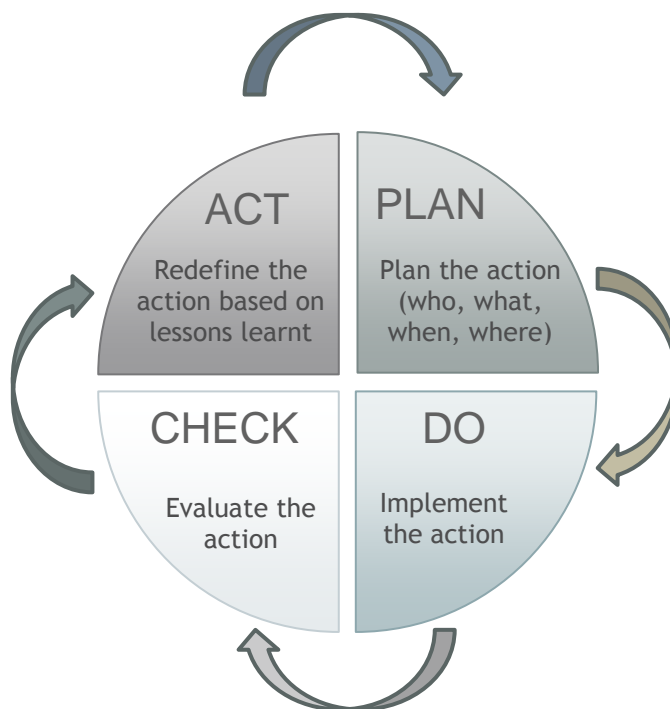 ACT
Redefine the
action based on
lessons learnt
PLAN
Plan the action
(who, what,
when, where)
CHECK
Evaluate the
action
DO
Implement
the action